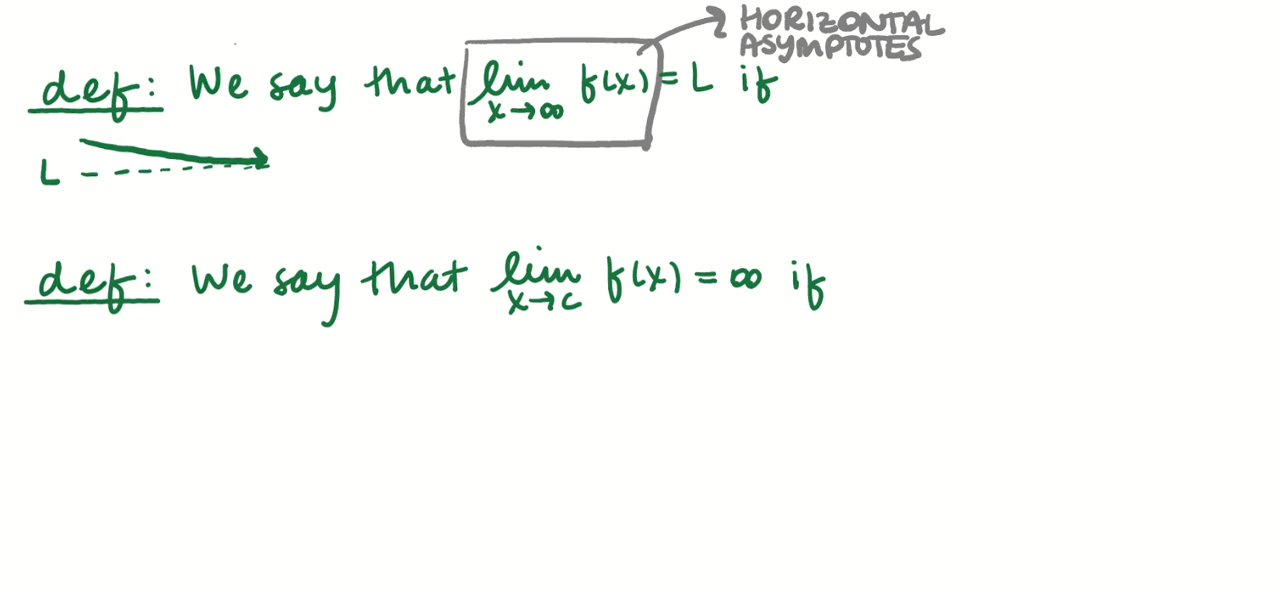 HORIZONTAL
ASYMPTOTES
def: We say that lim x→∞ f(x) = L if
L
def: We say that lim x→c f(x) = ∞ if